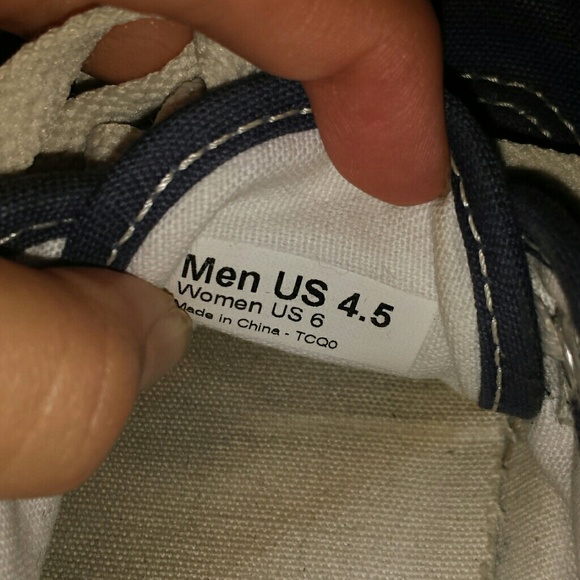 Men US 4.5
Women US 6
Made in China - TCQ0